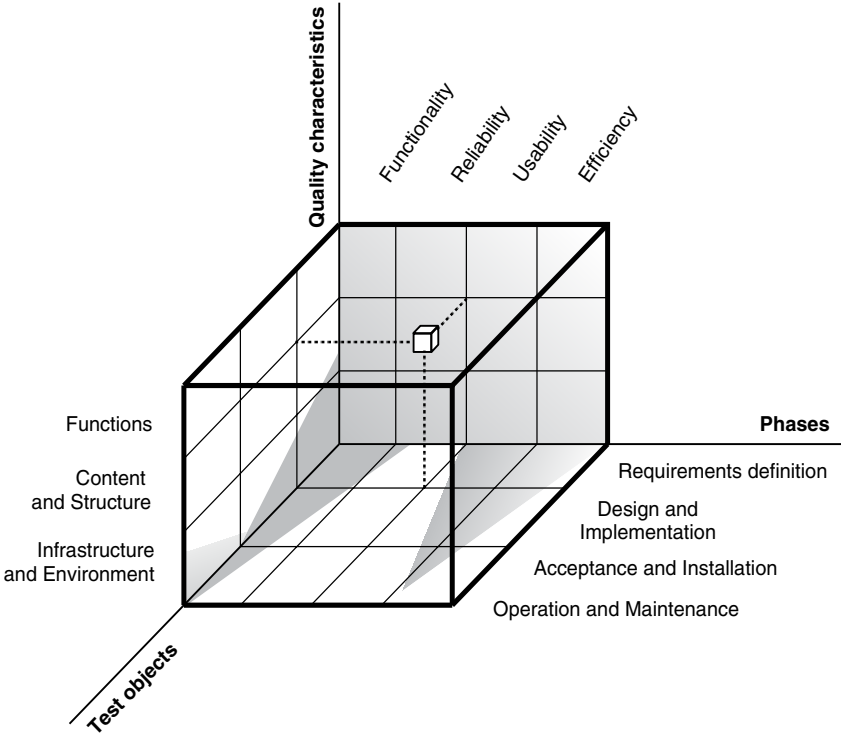 Quality characteristics
Functionality
Reliability
Usability
Efficiency
Functions
Content
and Structure
Infrastructure
and Environment
Phases
Requirements definition
Design and
Implementation
Acceptance and Installation
Operation and Maintenance
Test objects